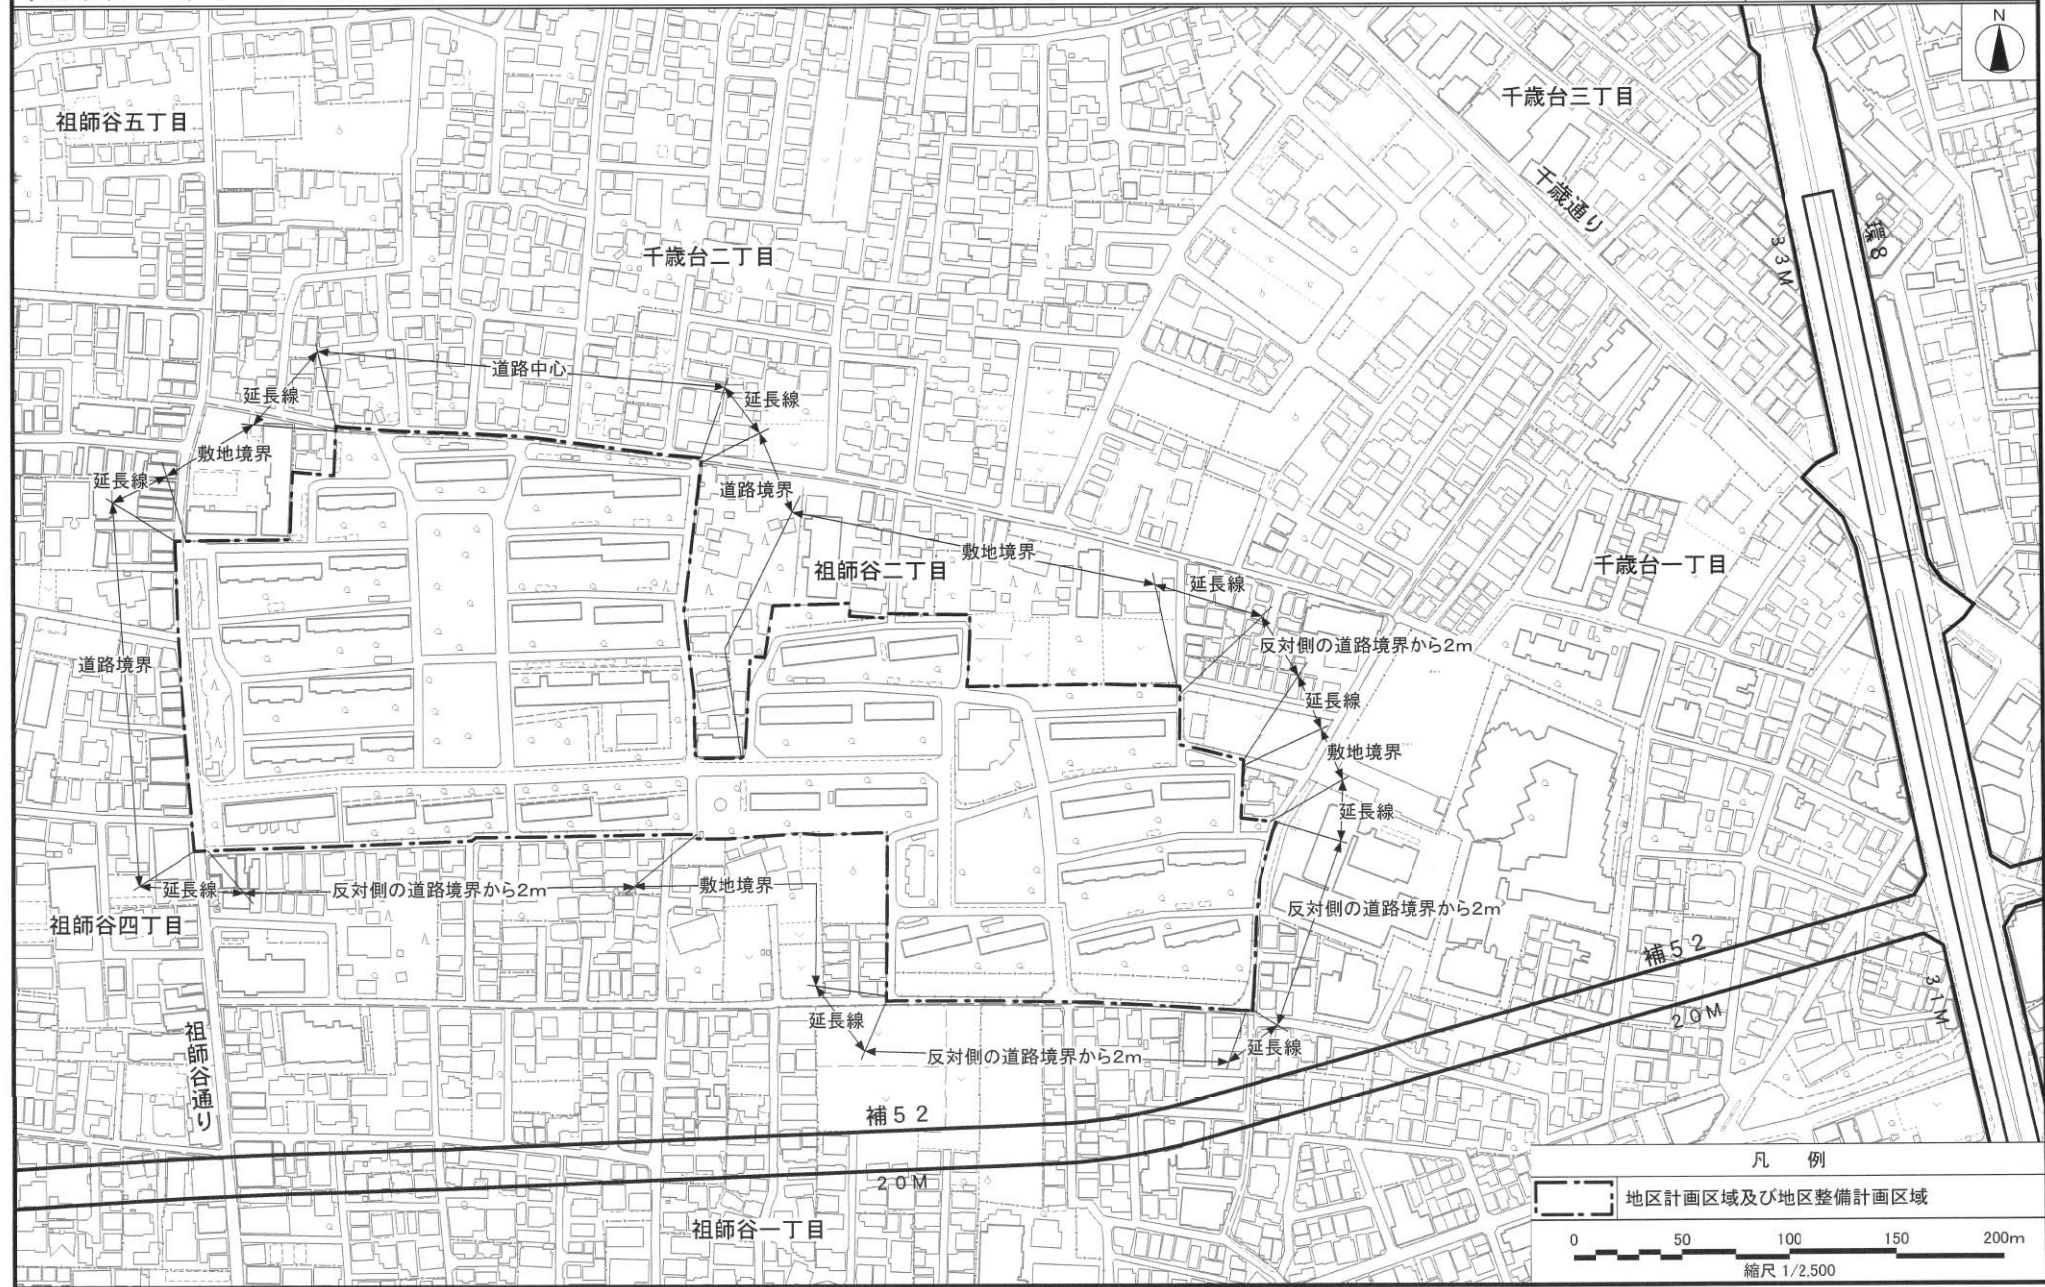 N
千歳台三丁目
祖師谷五丁目
千歳通り
環8
33M
千歳台二丁目
道路中心
延長線
延長線
敷地境界
延長線
道路境界
敷地境界
千歳台一丁目
祖師谷二丁目
延長線
反対側の道路境界から2m
道路境界
延長線
敷地境界
延長線
延長線
反対側の道路境界から2m
敷地境界
反対側の道路境界から2m
祖師谷四丁目
補52
31M
20M
祖師谷通り
延長線
反対側の道路境界から2m
延長線
補52
20M
祖師谷一丁目
凡 例
地区計画区域及び地区整備計画区域
0 50 100 150 200m
縮尺 1/2,500